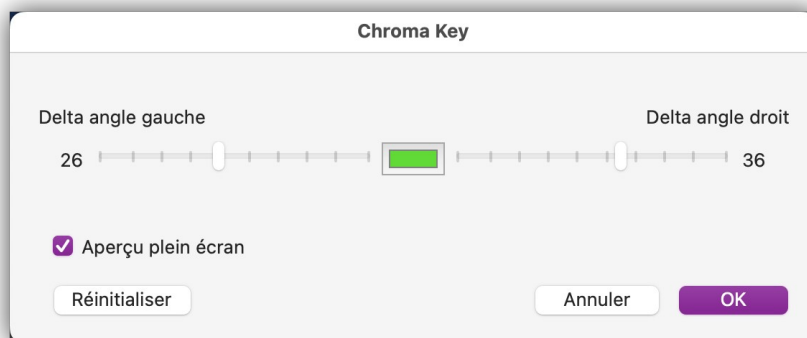 Chroma Key
Delta angle gauche
Delta angle droit
26
36
Aperçu plein écran
Réinitialiser
Annuler
OK